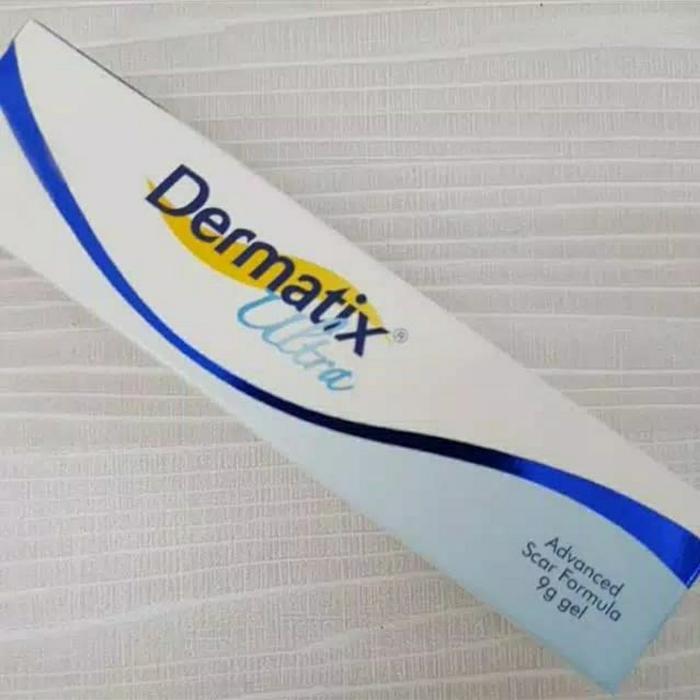 Dermatix®
Ultra
Advanced
Scar Formula
9g gel